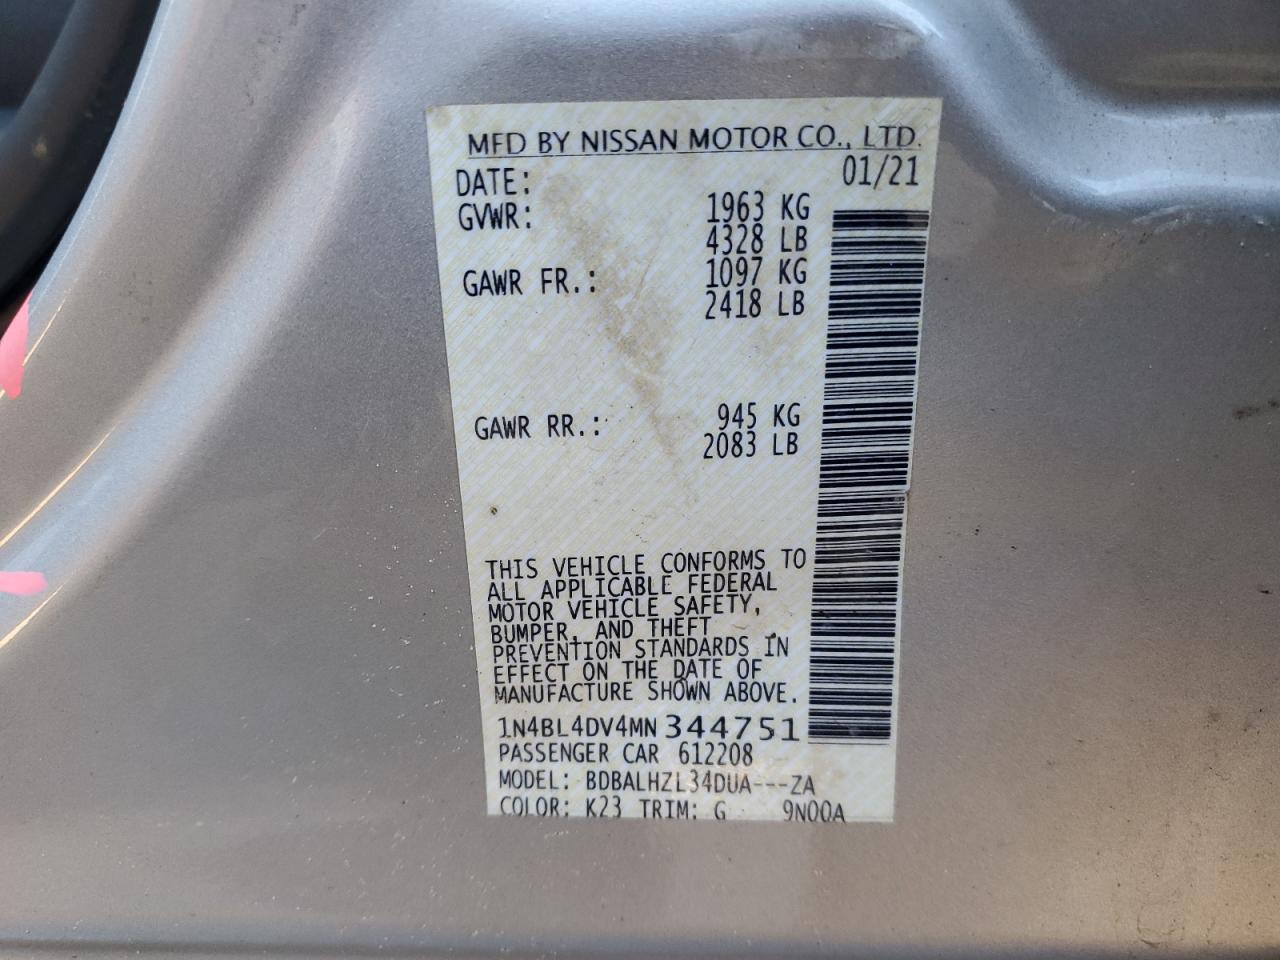 MFD BY NISSAN MOTOR CO., LTD.
DATE: 01/21
GVWR: 1963 KG
4328 LB
GAWR FR.: 1097 KG
2418 LB
GAWR RR.: 945 KG
2083 LB
THIS VEHICLE CONFORMS TO
ALL APPLICABLE FEDERAL
MOTOR VEHICLE SAFETY,
BUMPER, AND THEFT
PREVENTION STANDARDS IN
EFFECT ON THE DATE OF
MANUFACTURE SHOWN ABOVE.
1N4BL4DV4MN344751
PASSENGER CAR 612208
MODEL: BDBALHZL34DUA---ZA
COLOR: K23 TRIM: G 9N00A